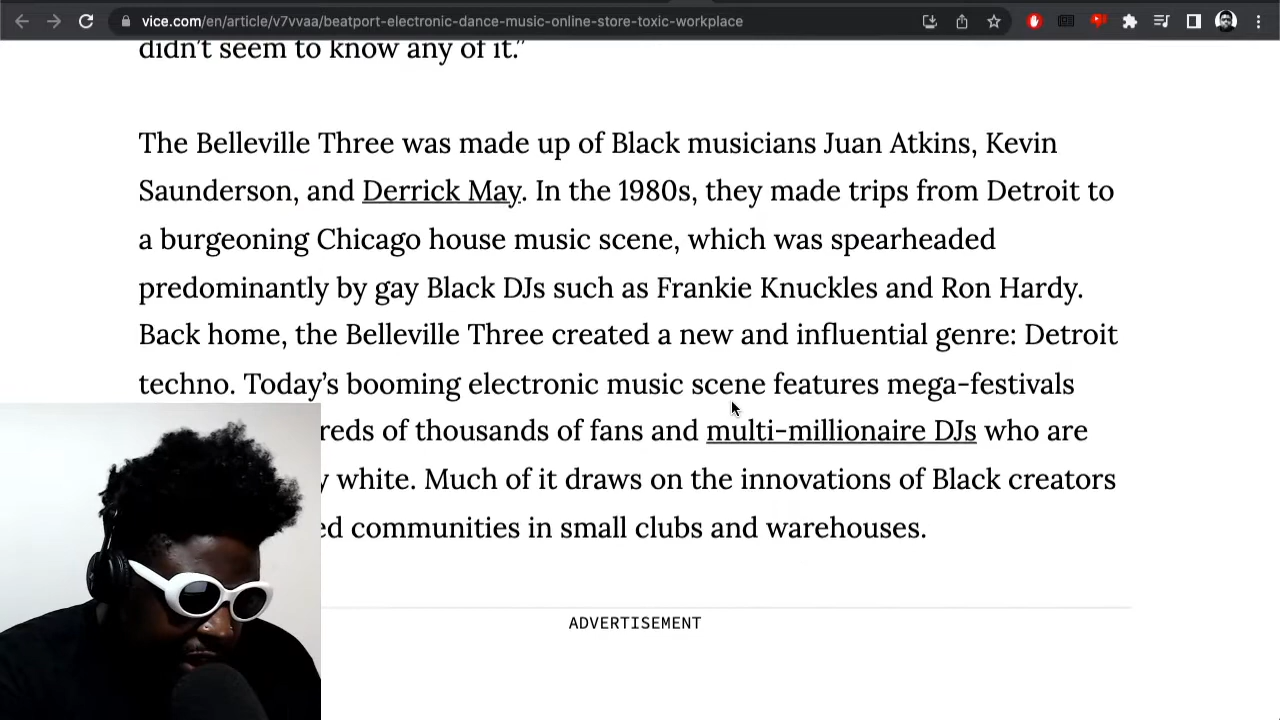 vice.com/en/article/v7vvaa/beatport-electronic-dance-music-online-store-toxic-workplace
didn't seem to know any of it.”
The Belleville Three was made up of Black musicians Juan Atkins, Kevin
Saunderson, and Derrick May. In the 1980s, they made trips from Detroit to
a burgeoning Chicago house music scene, which was spearheaded
predominantly by gay Black DJs such as Frankie Knuckles and Ron Hardy.
Back home, the Belleville Three created a new and influential genre: Detroit
techno. Today’s booming electronic music scene features mega-festivals
reds of thousands of fans and multi-millionaire DJs who are
y white. Much of it draws on the innovations of Black creators
ed communities in small clubs and warehouses.
ADVERTISEMENT